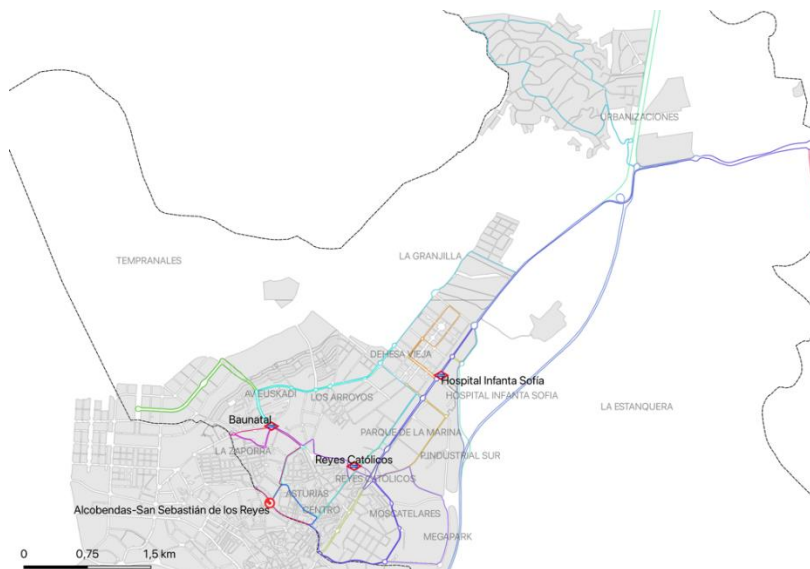 URBANIZACIONES
TEMPRANALES
LA GRANJILLA
DEHESA VIEJA
Hospital Infanta Sofía
AV EUSKADI
LOS ARROYOS
HOSPITAL INFANTA SOFIA
LA ESTANQUERA
Baunatal
PARQUE DE LA MARINA
LA ZAPORRA
Reyes Católicos
P.INDUSTRIAL SUR
REYES CATÓLICOS
ASTURIAS
CENTRO
Alcobendas-San Sebastián de los Reyes
MOSCATELARES
MEGAPARK
0 0,75 1,5 km